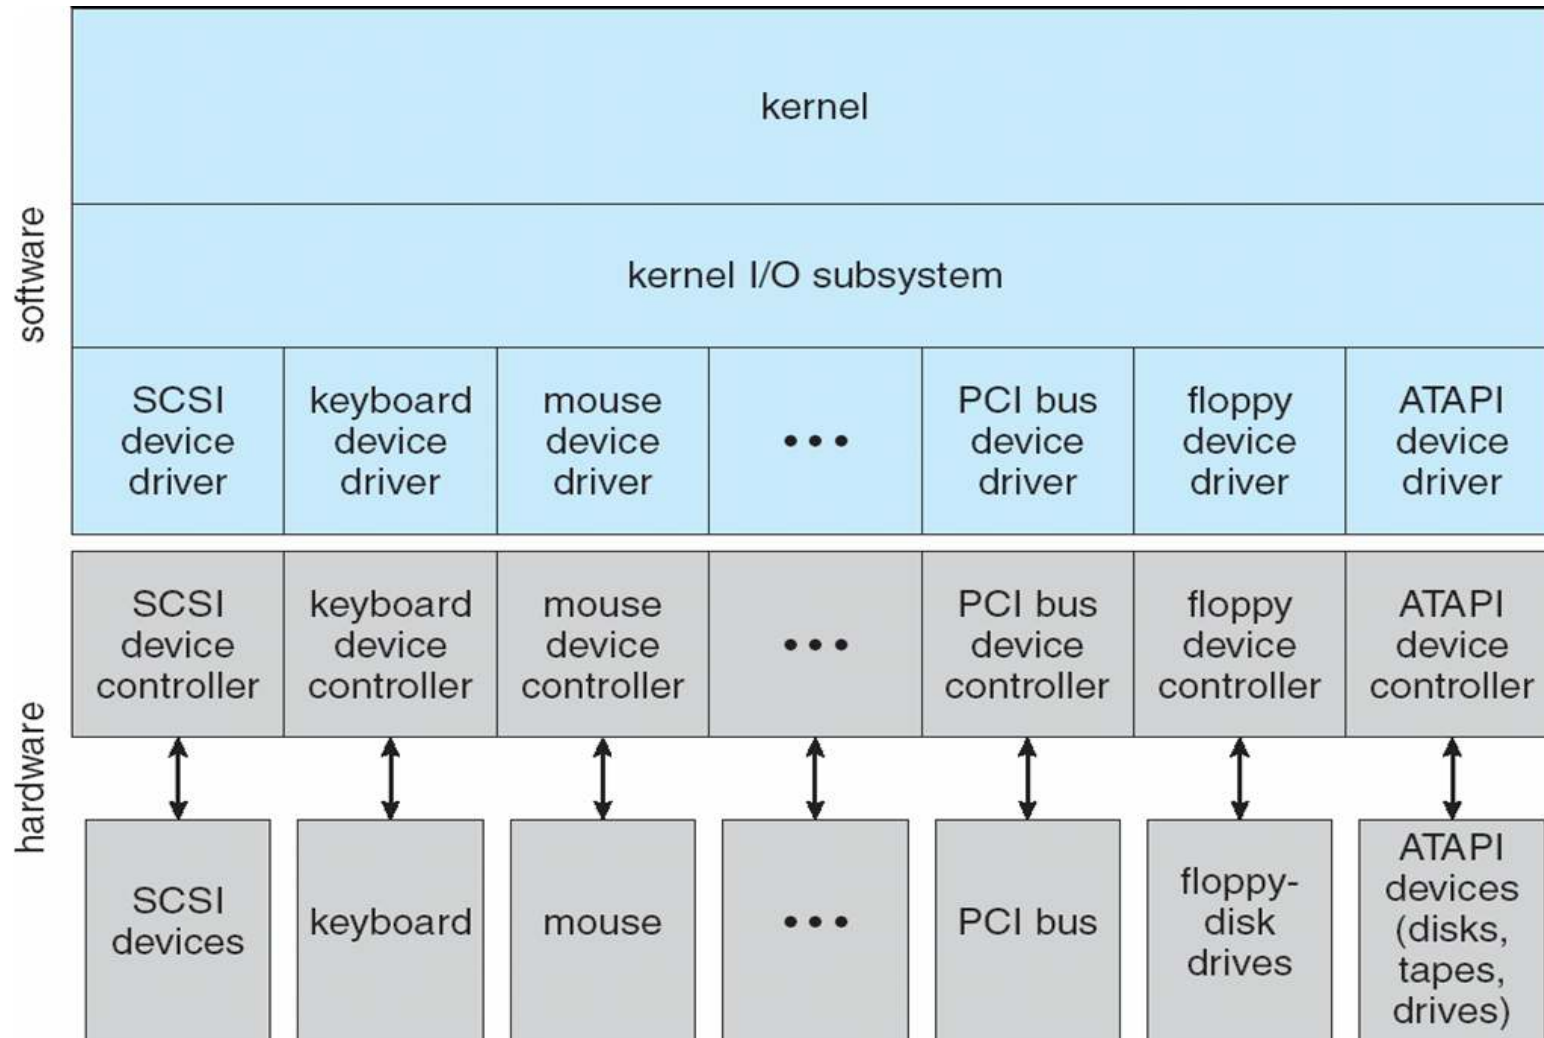 kernel
kernel I/O subsystem
software
SCSI
device
driver
keyboard
device
driver
mouse
device
driver
•••
PCI bus
device
driver
floppy
device
driver
ATAPI
device
driver
SCSI
device
controller
keyboard
device
controller
mouse
device
controller
•••
PCI bus
device
controller
floppy
device
controller
ATAPI
device
controller
hardware
SCSI
devices
keyboard
mouse
•••
PCI bus
floppy-
disk
drives
ATAPI
devices
(disks,
tapes,
drives)